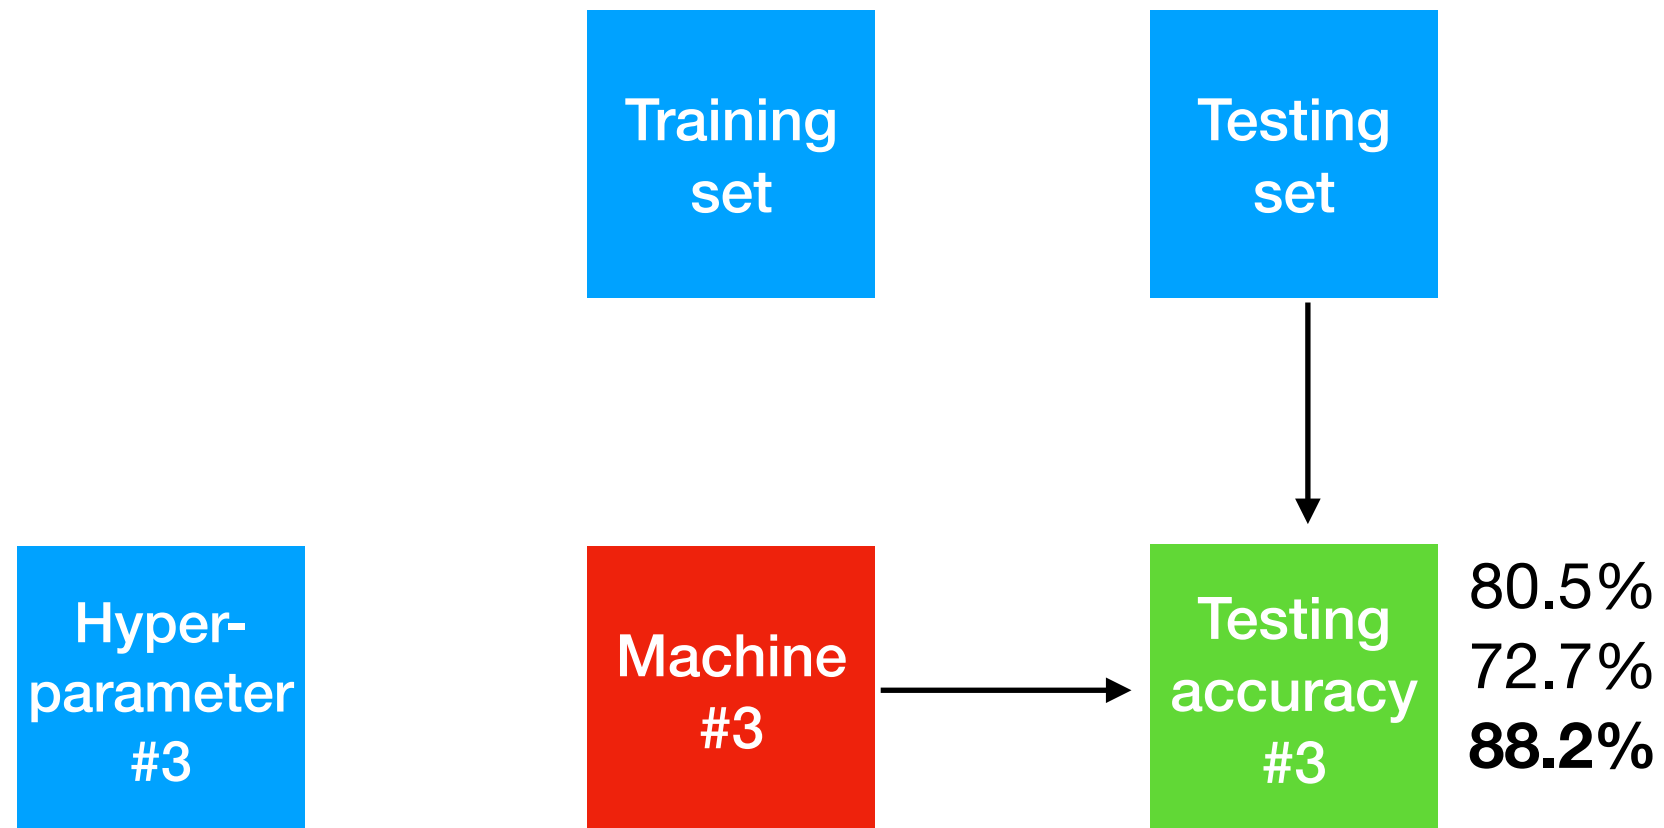 Training
set
Testing
set
Hyper-
parameter
#3
Machine
#3
Testing
accuracy
#3
80.5%
72.7%
88.2%